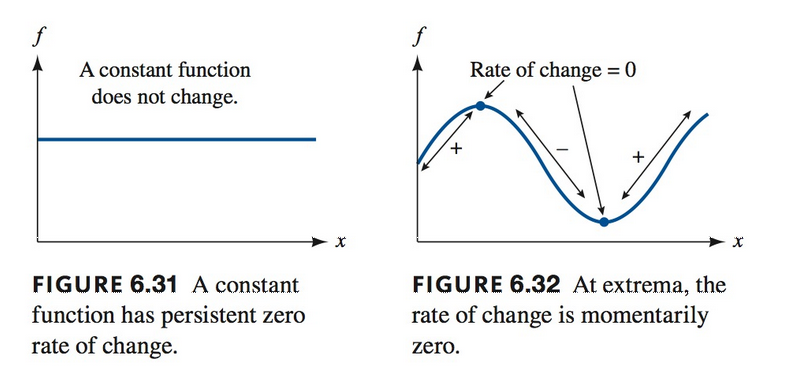 f
A constant function
does not change.
x
FIGURE 6.31 A constant
function has persistent zero
rate of change.
f
Rate of change = 0
+
−
+
x
FIGURE 6.32 At extrema, the
rate of change is momentarily
zero.